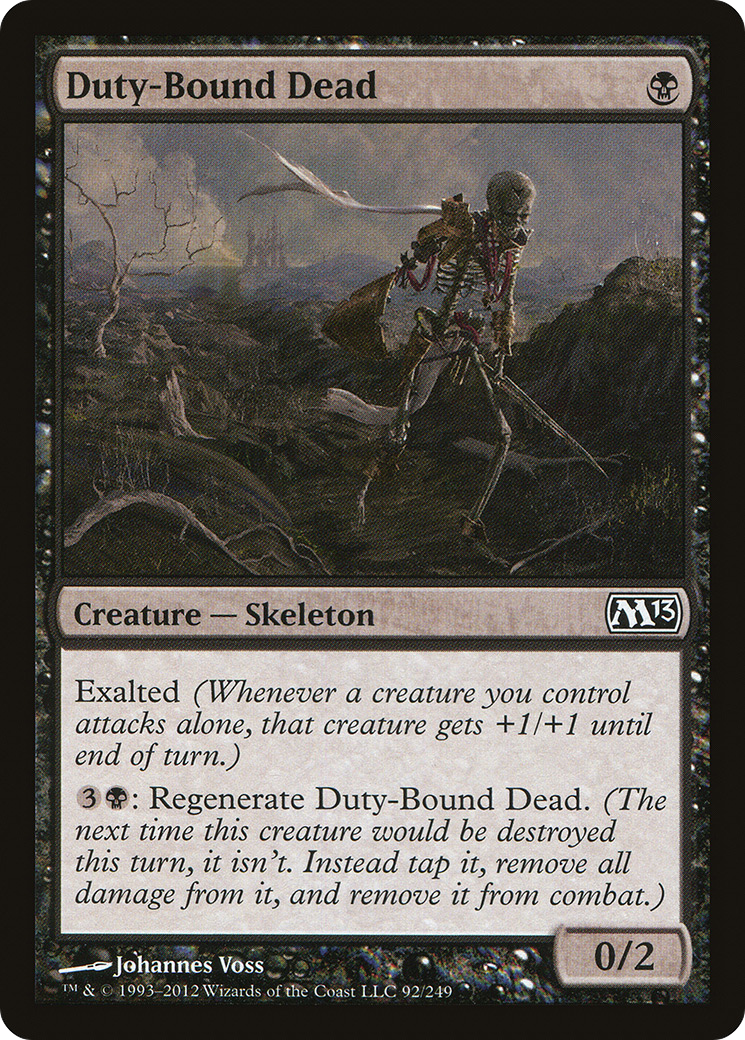 Duty-Bound Dead
Creature — Skeleton
M13
Exalted (Whenever a creature you control
attacks alone, that creature gets +1/+1 until
end of turn.)
3: Regenerate Duty-Bound Dead. (The
next time this creature would be destroyed
this turn, it isn't. Instead tap it, remove all
damage from it, and remove it from combat.)
0/2
Johannes Voss
™ & © 1993–2012 Wizards of the Coast LLC 92/249